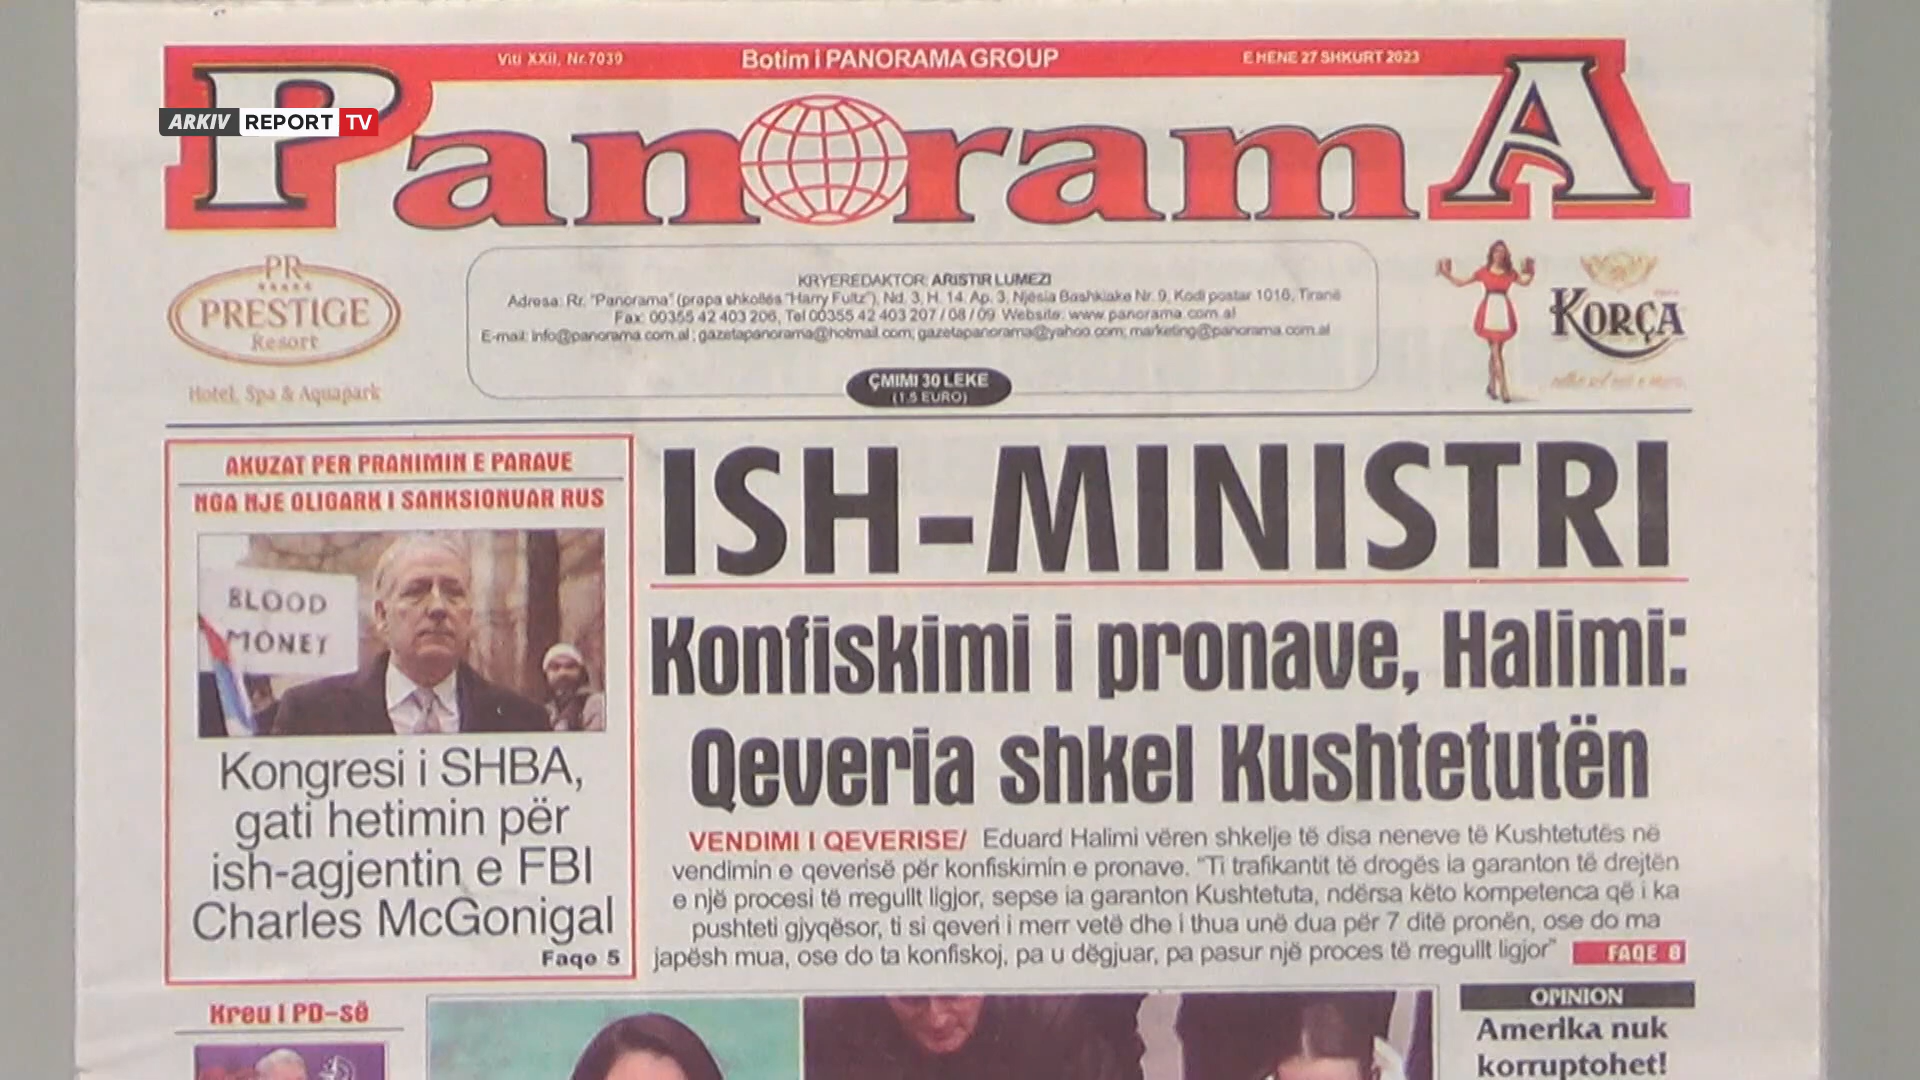 Viti XXII, Nr.7039
Botim i PANORAMA GROUP
E HENE 27 SHKURT 2023
PanoramA
ARKIV REPORT TV
PR
PRESTIGE
Resort
Hotel, Spa & Aquapark
KRYEREDAKTOR: ARISTIR LUMEZI
Adresa: Rr. "Panorama" (prapa shkollës "Harry Fultz"), Nd. 3, H. 14, Ap. 3, Njësia Bashkiake Nr. 9, Kodi postar 1016, Tiranë
Fax: 00355 42 403 206, Tel 00355 42 403 207 / 08 / 09 Website: www.panorama.com.al
E-mail: info@panorama.com.al ; gazetapanorama@hotmail.com; gazetapanorama@yahoo.com; marketing@panorama.com.al
ÇMIMI 30 LEKE
(1.5 EURO)
KORÇA
AKUZAT PER PRANIMIN E PARAVE
NGA NJE OLIGARK I SANKSIONUAR RUS
BLOOD
MONEY
Kongresi i SHBA,
gati hetimin për
ish-agjentin e FBI
Charles McGonigal
Faqe 5
ISH-MINISTRI
Konfiskimi i pronave, Halimi:
Qeveria shkel Kushtetutën
VENDIMI I QEVERISE/ Eduard Halimi vëren shkelje të disa neneve të Kushtetutës në
vendimin e qeverisë për konfiskimin e pronave. "Ti trafikantit të drogës ia garanton të drejtën
e një procesi të rregullt ligjor, sepse ia garanton Kushtetuta, ndërsa këto kompetenca që i ka
pushteti gjyqësor, ti si qeveri i merr vetë dhe i thua unë dua për 7 ditë pronën, ose do ma
japësh mua, ose do ta konfiskoj, pa u dëgjuar, pa pasur një proces të rregullt ligjor" FAQE 8
Kreu i PD-së
OPINION
Amerika nuk
korruptohet!